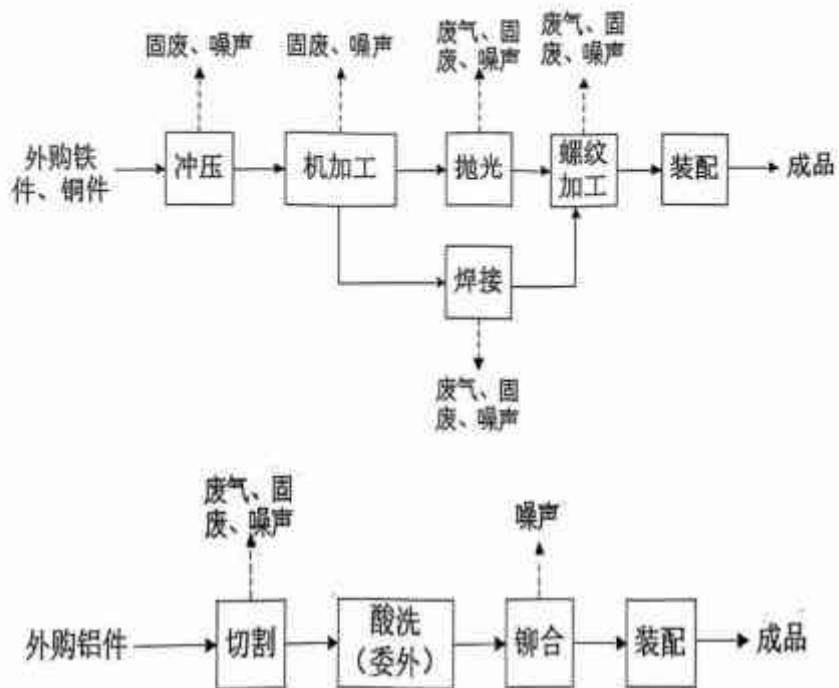 固废、噪声
固废、噪声
废气、固
废、噪声
废气、固
废、噪声
外购铁
件、铜件
冲压
机加工
抛光
螺纹
加工
装配
成品
焊接
废气、固
废、噪声
废气、固
废、噪声
噪声
外购铝件
切割
酸洗
（委外）
铆合
装配
成品